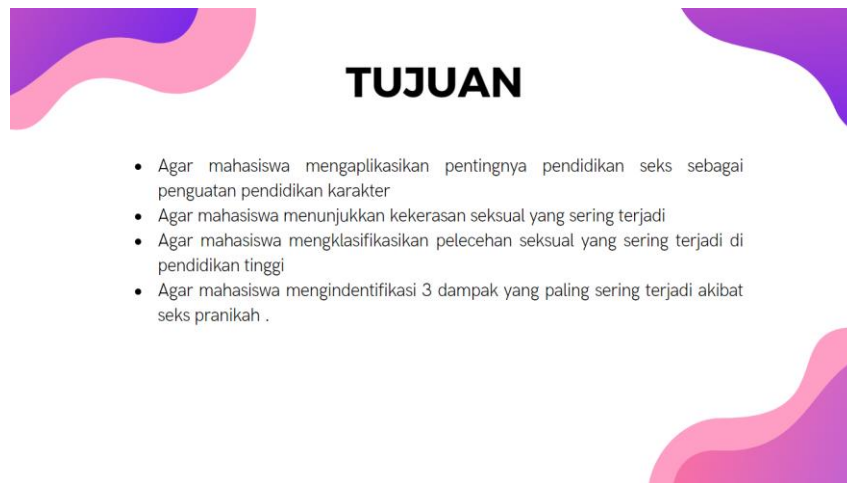 TUJUAN
• Agar mahasiswa mengaplikasikan pentingnya pendidikan seks sebagai
penguatan pendidikan karakter
• Agar mahasiswa menunjukkan kekerasan seksual yang sering terjadi
• Agar mahasiswa mengklasifikasikan pelecehan seksual yang sering terjadi di
pendidikan tinggi
• Agar mahasiswa mengindentifikasi 3 dampak yang paling sering terjadi akibat
seks pranikah .